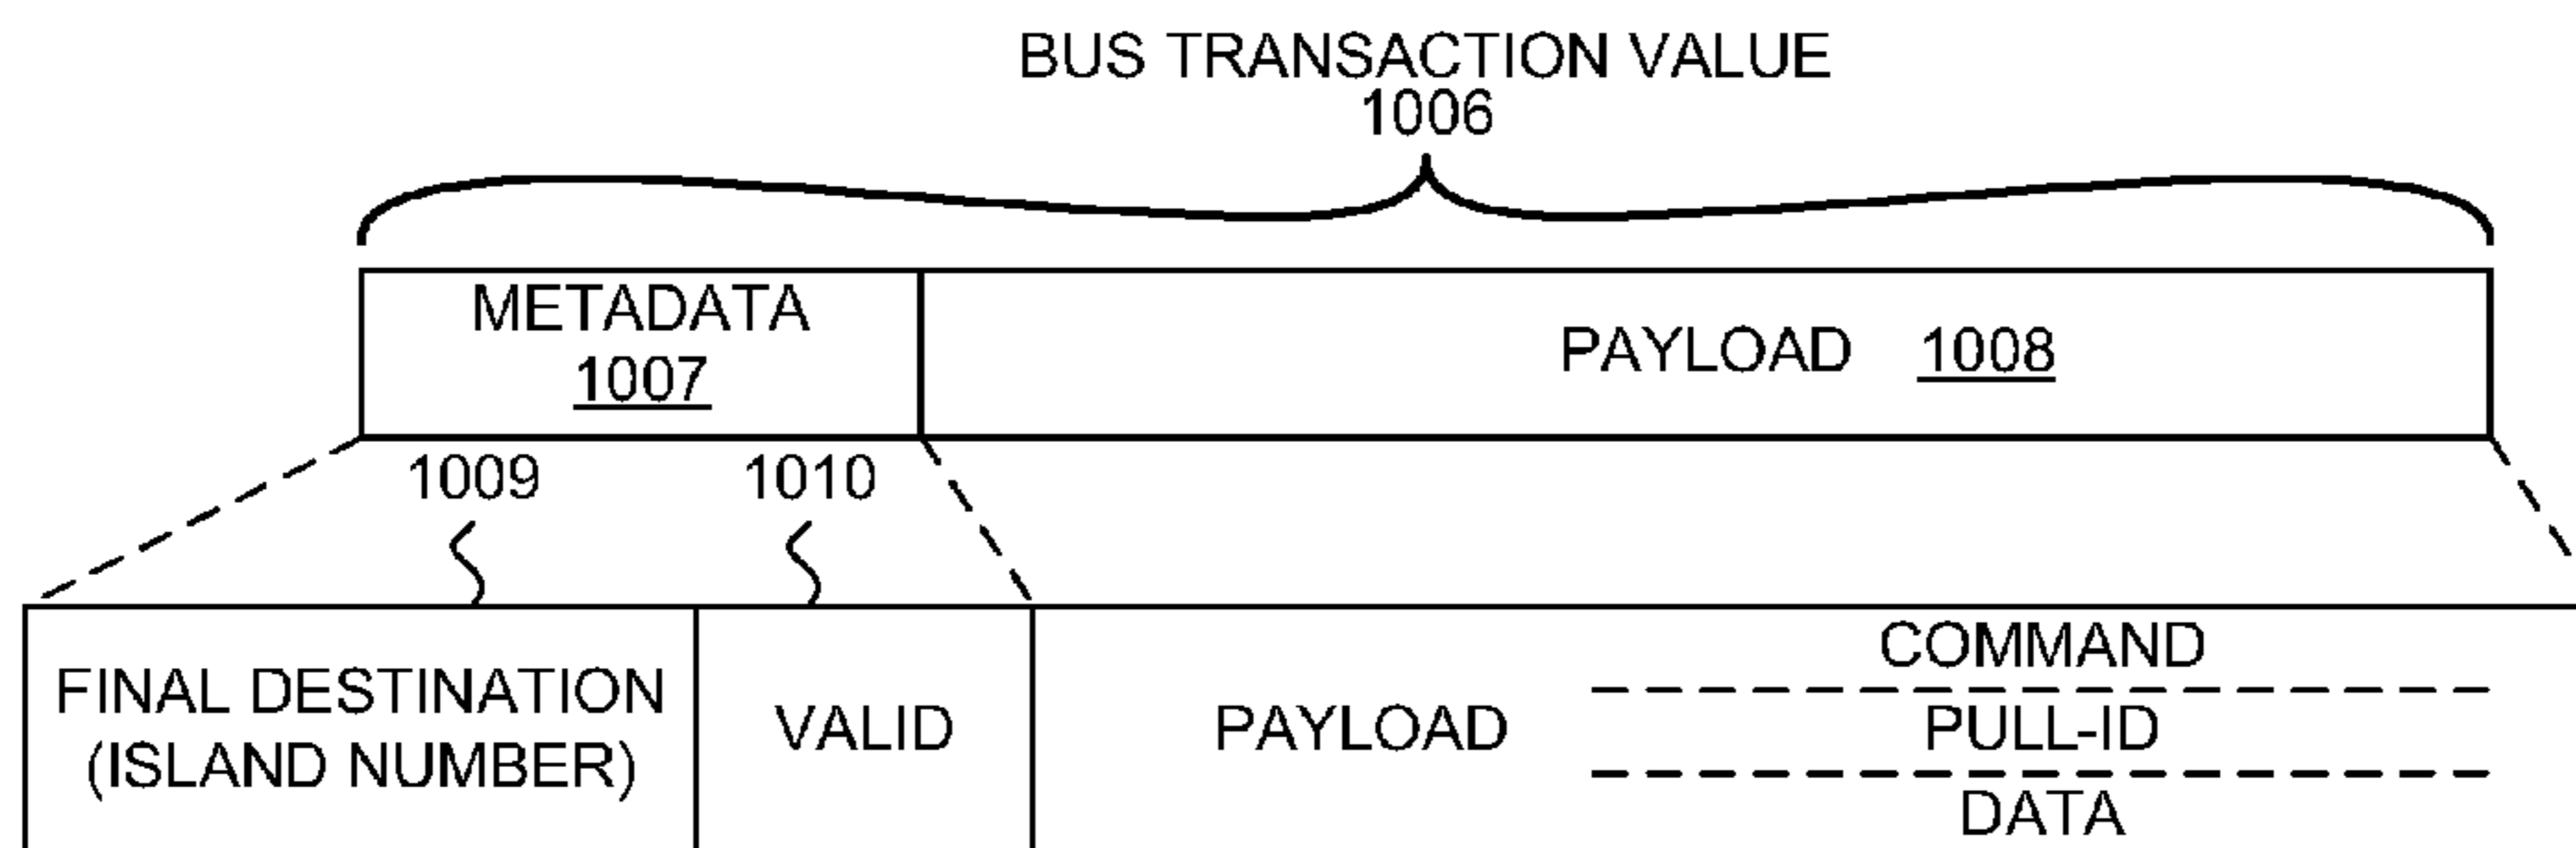 BUS TRANSACTION VALUE
1006
METADATA
1007
PAYLOAD 1008
1009
1010
FINAL DESTINATION
(ISLAND NUMBER)
VALID
PAYLOAD
COMMAND
PULL-ID
DATA